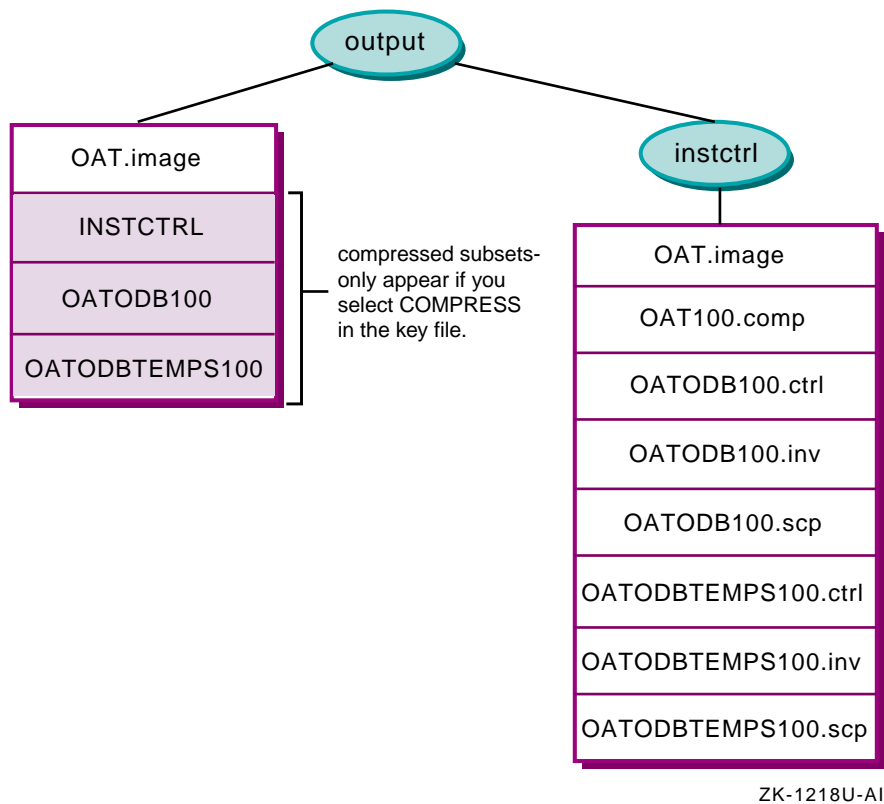 output
OAT.image
INSTCTRL
OATODB100
OATODBTEMPS100
compressed subsets-
only appear if you
select COMPRESS
in the key file.
instctrl
OAT.image
OAT100.comp
OATODB100.ctrl
OATODB100.inv
OATODB100.scp
OATODBTEMPS100.ctrl
OATODBTEMPS100.inv
OATODBTEMPS100.scp
ZK-1218U-AI